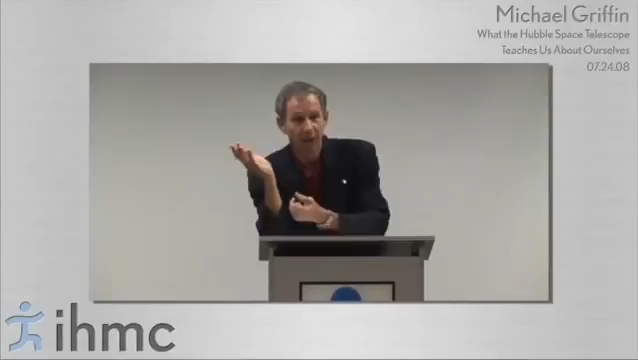 Michael Griffin
What the Hubble Space Telescope
Teaches Us About Ourselves
07.24.08
ihmc